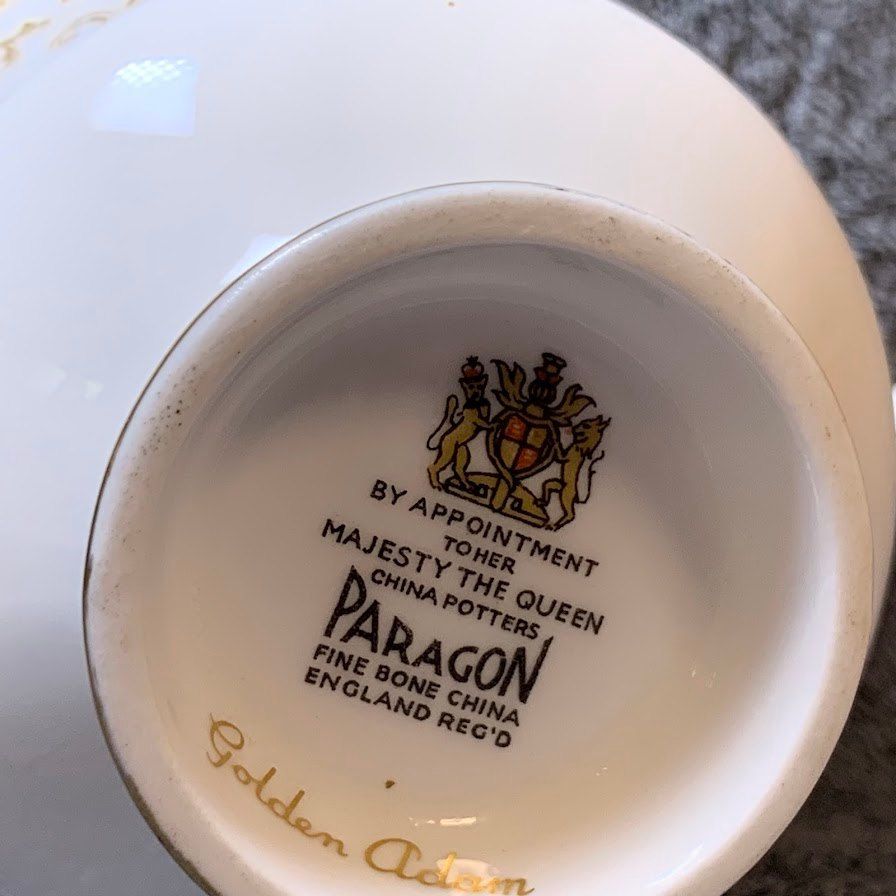 BY APPOINTMENT
TO HER
MAJESTY THE QUEEN
CHINA POTTERS
PARAGON
FINE BONE CHINA
ENGLAND REG'D
Golden Adam